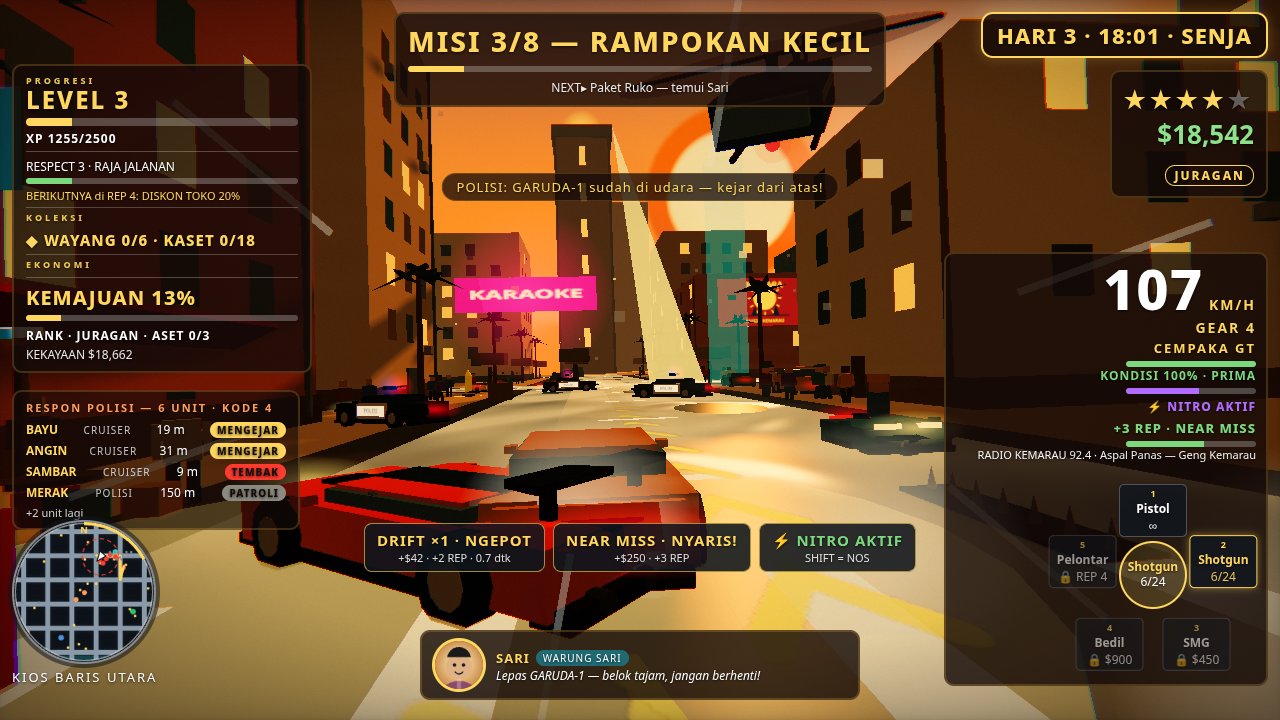 MISI 3/8 — RAMPOKAN KECIL
NEXT▸ Paket Ruko — temui Sari
HARI 3 · 18:01 · SENJA
PROGRESI
LEVEL 3
XP 1255/2500
RESPECT 3 · RAJA JALANAN
BERIKUTNYA di REP 4: DISKON TOKO 20%
KOLEKSI
◆ WAYANG 0/6 · KASET 0/18
EKONOMI
KEMAJUAN 13%
RANK · JURAGAN · ASET 0/3
KEKAYAAN $18,662
★★★★★
$18,542
JURAGAN
POLISI: GARUDA-1 sudah di udara — kejar dari atas!
KARAOKE
RESPON POLISI — 6 UNIT · KODE 4
BAYU CRUISER 19 m MENGEJAR
ANGIN CRUISER 31 m MENGEJAR
SAMBAR CRUISER 9 m TEMBAK
MERAK POLISI 150 m PATROLI
+2 unit lagi
N
KIOS BARIS UTARA
107 KM/H
GEAR 4
CEMPAKA GT
KONDISI 100% · PRIMA
⚡ NITRO AKTIF
+3 REP · NEAR MISS
RADIO KEMARAU 92.4 · Aspal Panas — Geng Kemarau
1
Pistol
∞
5
Pelontar
🔒 REP 4
Shotgun
6/24
2
Shotgun
6/24
4
Bedil
🔒 $900
3
SMG
🔒 $450
DRIFT ×1 · NGEPOT
+$42 · +2 REP · 0.7 dtk
NEAR MISS · NYARIS!
+$250 · +3 REP
⚡ NITRO AKTIF
SHIFT = NOS
SARI WARUNG SARI
Lepas GARUDA-1 — belok tajam, jangan berhenti!